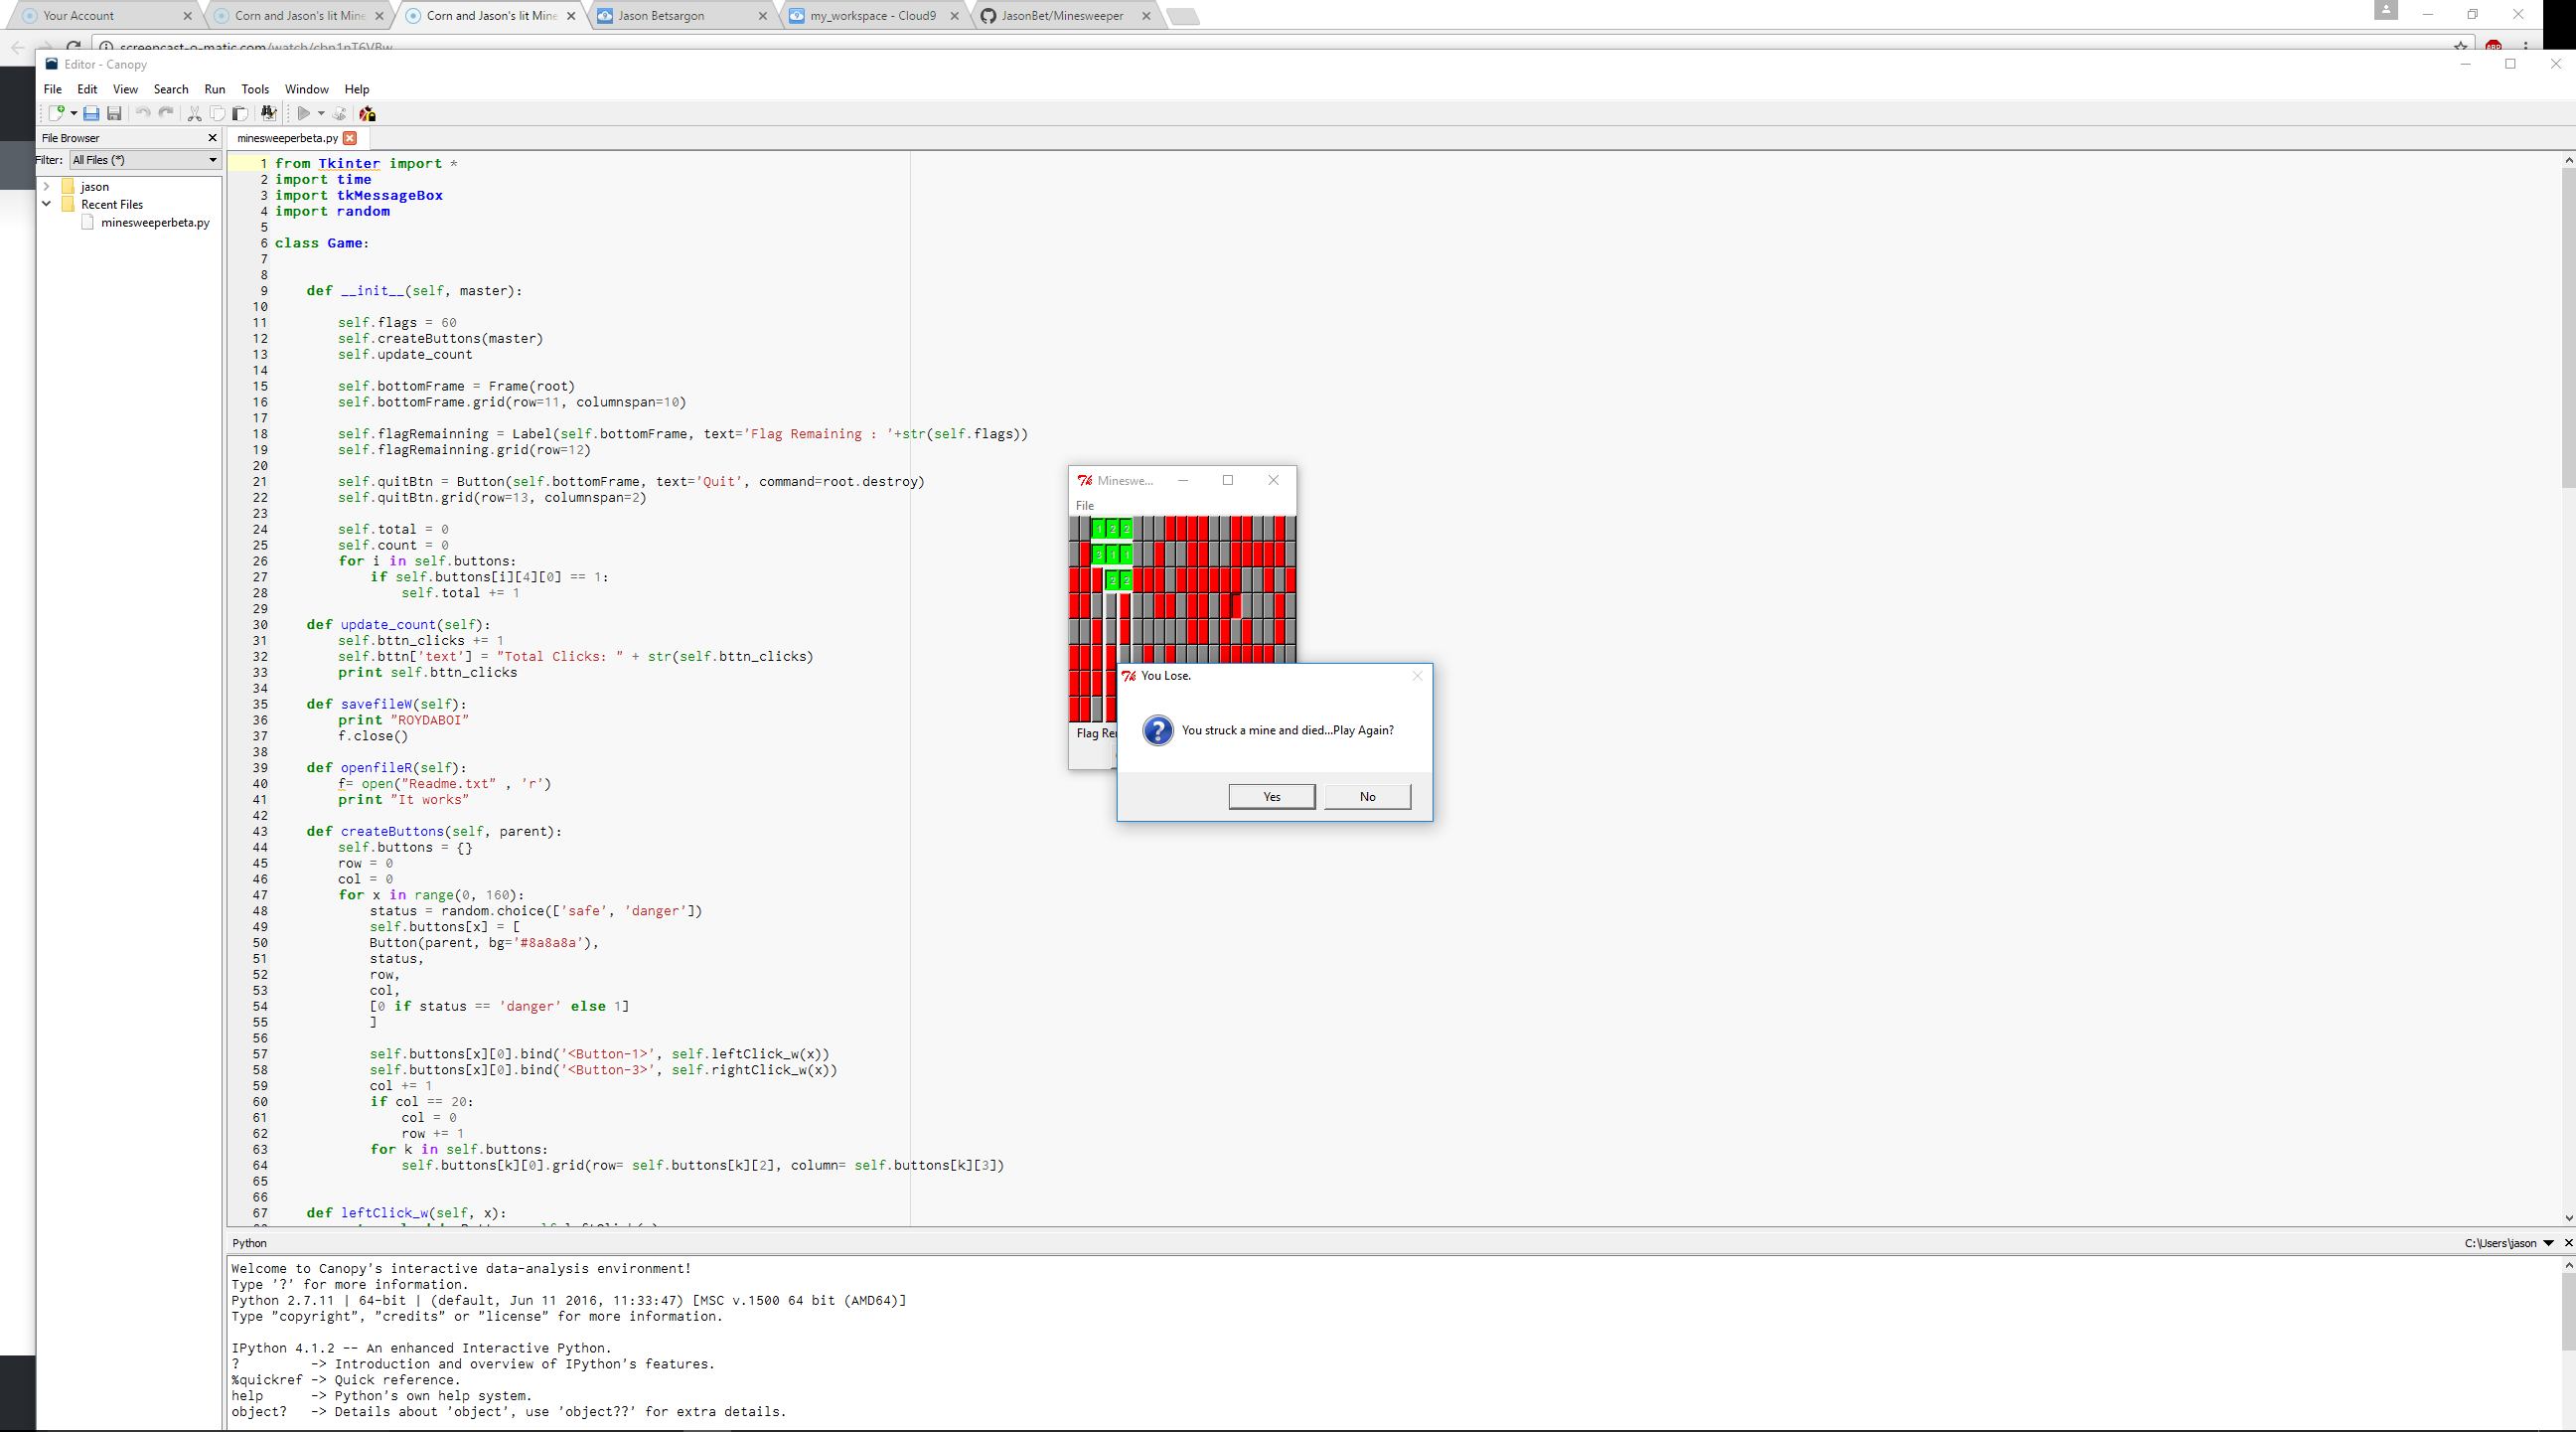 Your Account
Corn and Jason's lit Mine
Corn and Jason's lit Mine
Jason Betsargon
my_workspace - Cloud9
JasonBet/Minesweeper
screencast-o-matic.com/watch/cbn1nT6VBw
Editor - Canopy
File Edit View Search Run Tools Window Help
File Browser
minesweeperbeta.py
Filter: All Files (*)
jason
Recent Files
minesweeperbeta.py
1 from Tkinter import *
2 import time
3 import tkMessageBox
4 import random
5
6 class Game:
7
8
9 def __init__(self, master):
10
11 self.flags = 60
12 self.createButtons(master)
13 self.update_count
14
15 self.bottomFrame = Frame(root)
16 self.bottomFrame.grid(row=11, columnspan=10)
17
18 self.flagRemainning = Label(self.bottomFrame, text='Flag Remaining : '+str(self.flags))
19 self.flagRemainning.grid(row=12)
20
21 self.quitBtn = Button(self.bottomFrame, text='Quit', command=root.destroy)
22 self.quitBtn.grid(row=13, columnspan=2)
23
24 self.total = 0
25 self.count = 0
26 for i in self.buttons:
27 if self.buttons[i][4][0] == 1:
28 self.total += 1
29
30 def update_count(self):
31 self.bttn_clicks += 1
32 self.bttn['text'] = "Total Clicks: " + str(self.bttn_clicks)
33 print self.bttn_clicks
34
35 def savefileW(self):
36 print "ROYDABOI"
37 f.close()
38
39 def openfileR(self):
40 f= open("Readme.txt" , 'r')
41 print "It works"
42
43 def createButtons(self, parent):
44 self.buttons = {}
45 row = 0
46 col = 0
47 for x in range(0, 160):
48 status = random.choice(['safe', 'danger'])
49 self.buttons[x] = [
50 Button(parent, bg='#8a8a8a'),
51 status,
52 row,
53 col,
54 [0 if status == 'danger' else 1]
55 ]
56
57 self.buttons[x][0].bind('<Button-1>', self.leftClick_w(x))
58 self.buttons[x][0].bind('<Button-3>', self.rightClick_w(x))
59 col += 1
60 if col == 20:
61 col = 0
62 row += 1
63 for k in self.buttons:
64 self.buttons[k][0].grid(row= self.buttons[k][2], column= self.buttons[k][3])
65
66
67 def leftClick_w(self, x):
Mineswe...
File
1 2 2
3 1 1
2 2
Flag Re
You Lose.
You struck a mine and died...Play Again?
Yes No
Python
C:\Users\jason
Welcome to Canopy's interactive data-analysis environment!
Type '?' for more information.
Python 2.7.11 | 64-bit | (default, Jun 11 2016, 11:33:47) [MSC v.1500 64 bit (AMD64)]
Type "copyright", "credits" or "license" for more information.
IPython 4.1.2 -- An enhanced Interactive Python.
? -> Introduction and overview of IPython's features.
%quickref -> Quick reference.
help -> Python's own help system.
object? -> Details about 'object', use 'object??' for extra details.